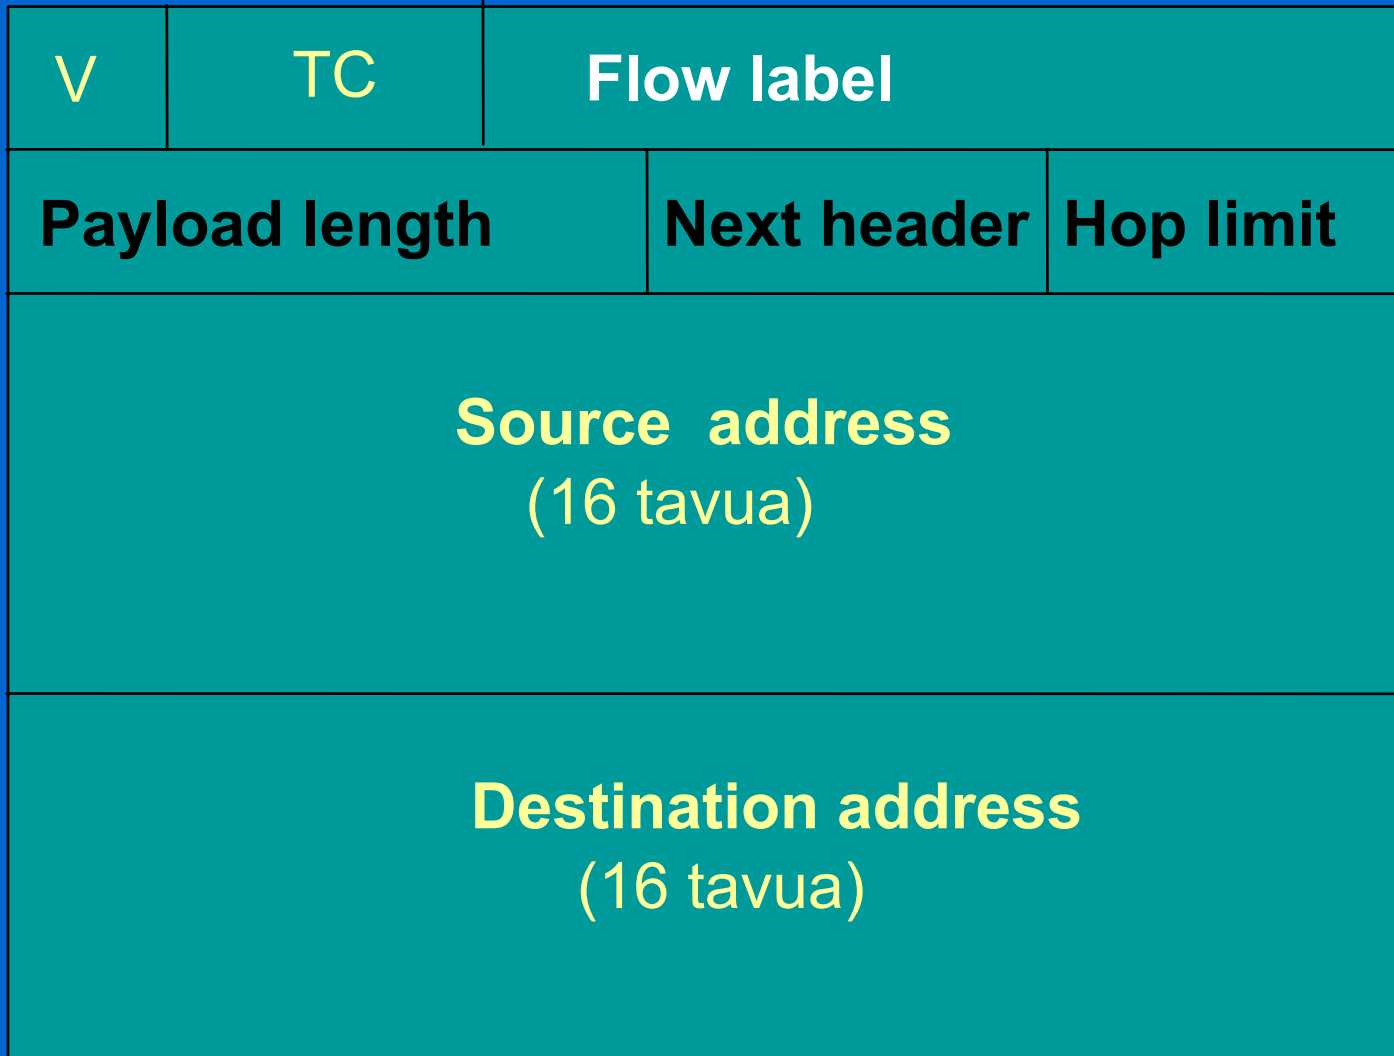 V TC Flow label
Payload length Next header Hop limit
Source address
(16 tavua)
Destination address
(16 tavua)